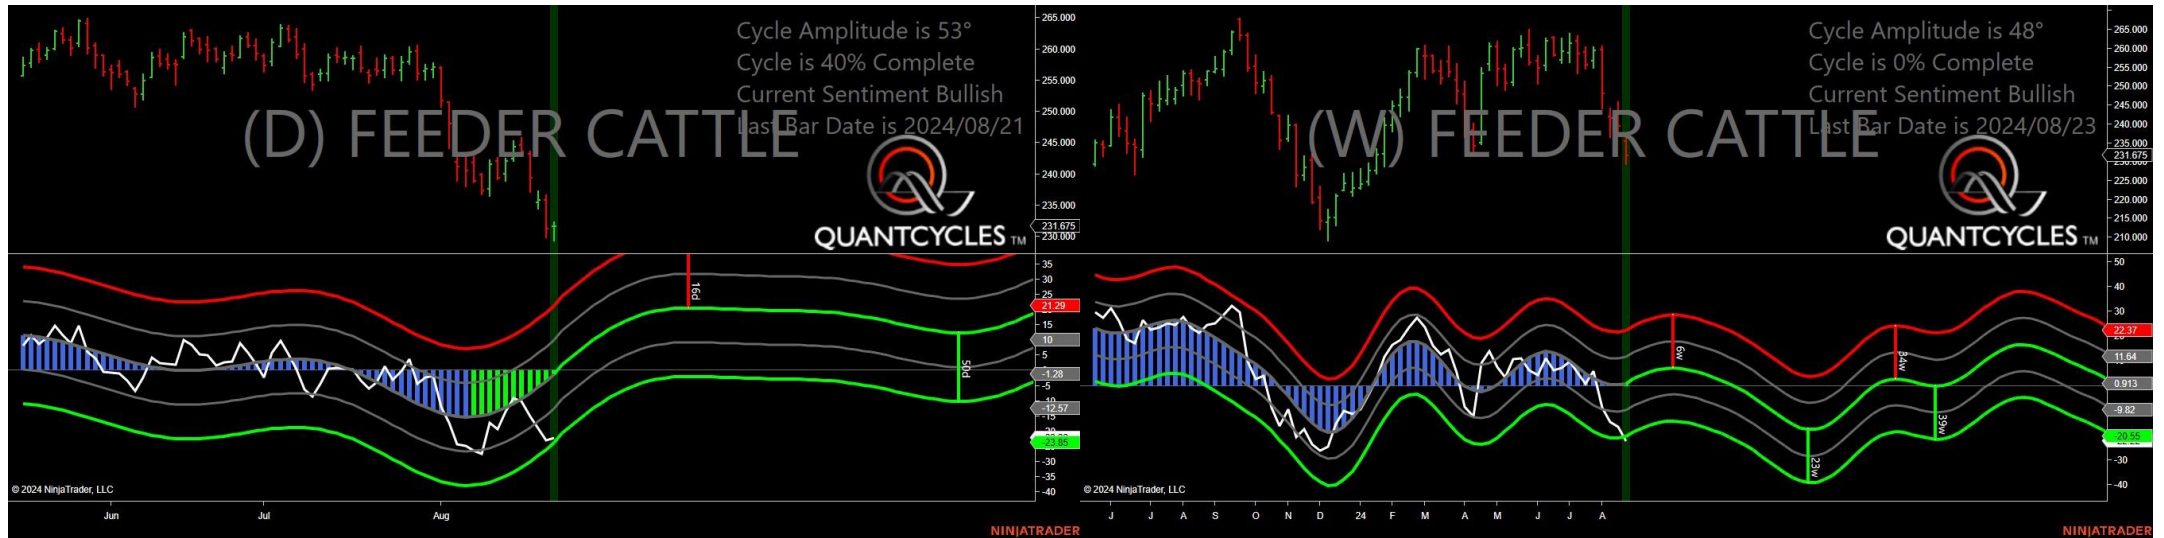 Cycle Amplitude is 53°
Cycle is 40% Complete
Current Sentiment Bullish
Last Bar Date is 2024/08/21
(D) FEEDER CATTLE
QUANTCYCLES TM
265.000
260.000
255.000
250.000
245.000
240.000
235.000
231.675
230.000
16d
50d
35
30
25
21.29
15
10
5
-1.28
-5
-10
-12.57
-15
-23.85
-30
-35
-40
© 2024 NinjaTrader, LLC
Jun Jul Aug
NINJATRADER
Cycle Amplitude is 48°
Cycle is 0% Complete
Current Sentiment Bullish
Last Bar Date is 2024/08/23
(W) FEEDER CATTLE
QUANTCYCLES TM
265.000
260.000
255.000
250.000
245.000
240.000
235.000
231.675
225.000
220.000
215.000
210.000
6w
34w
23w
39w
50
40
30
22.37
11.64
0.913
-9.82
-20.55
-30
-40
© 2024 NinjaTrader, LLC
J J A S O N D 24 F M A M J J A
NINJATRADER